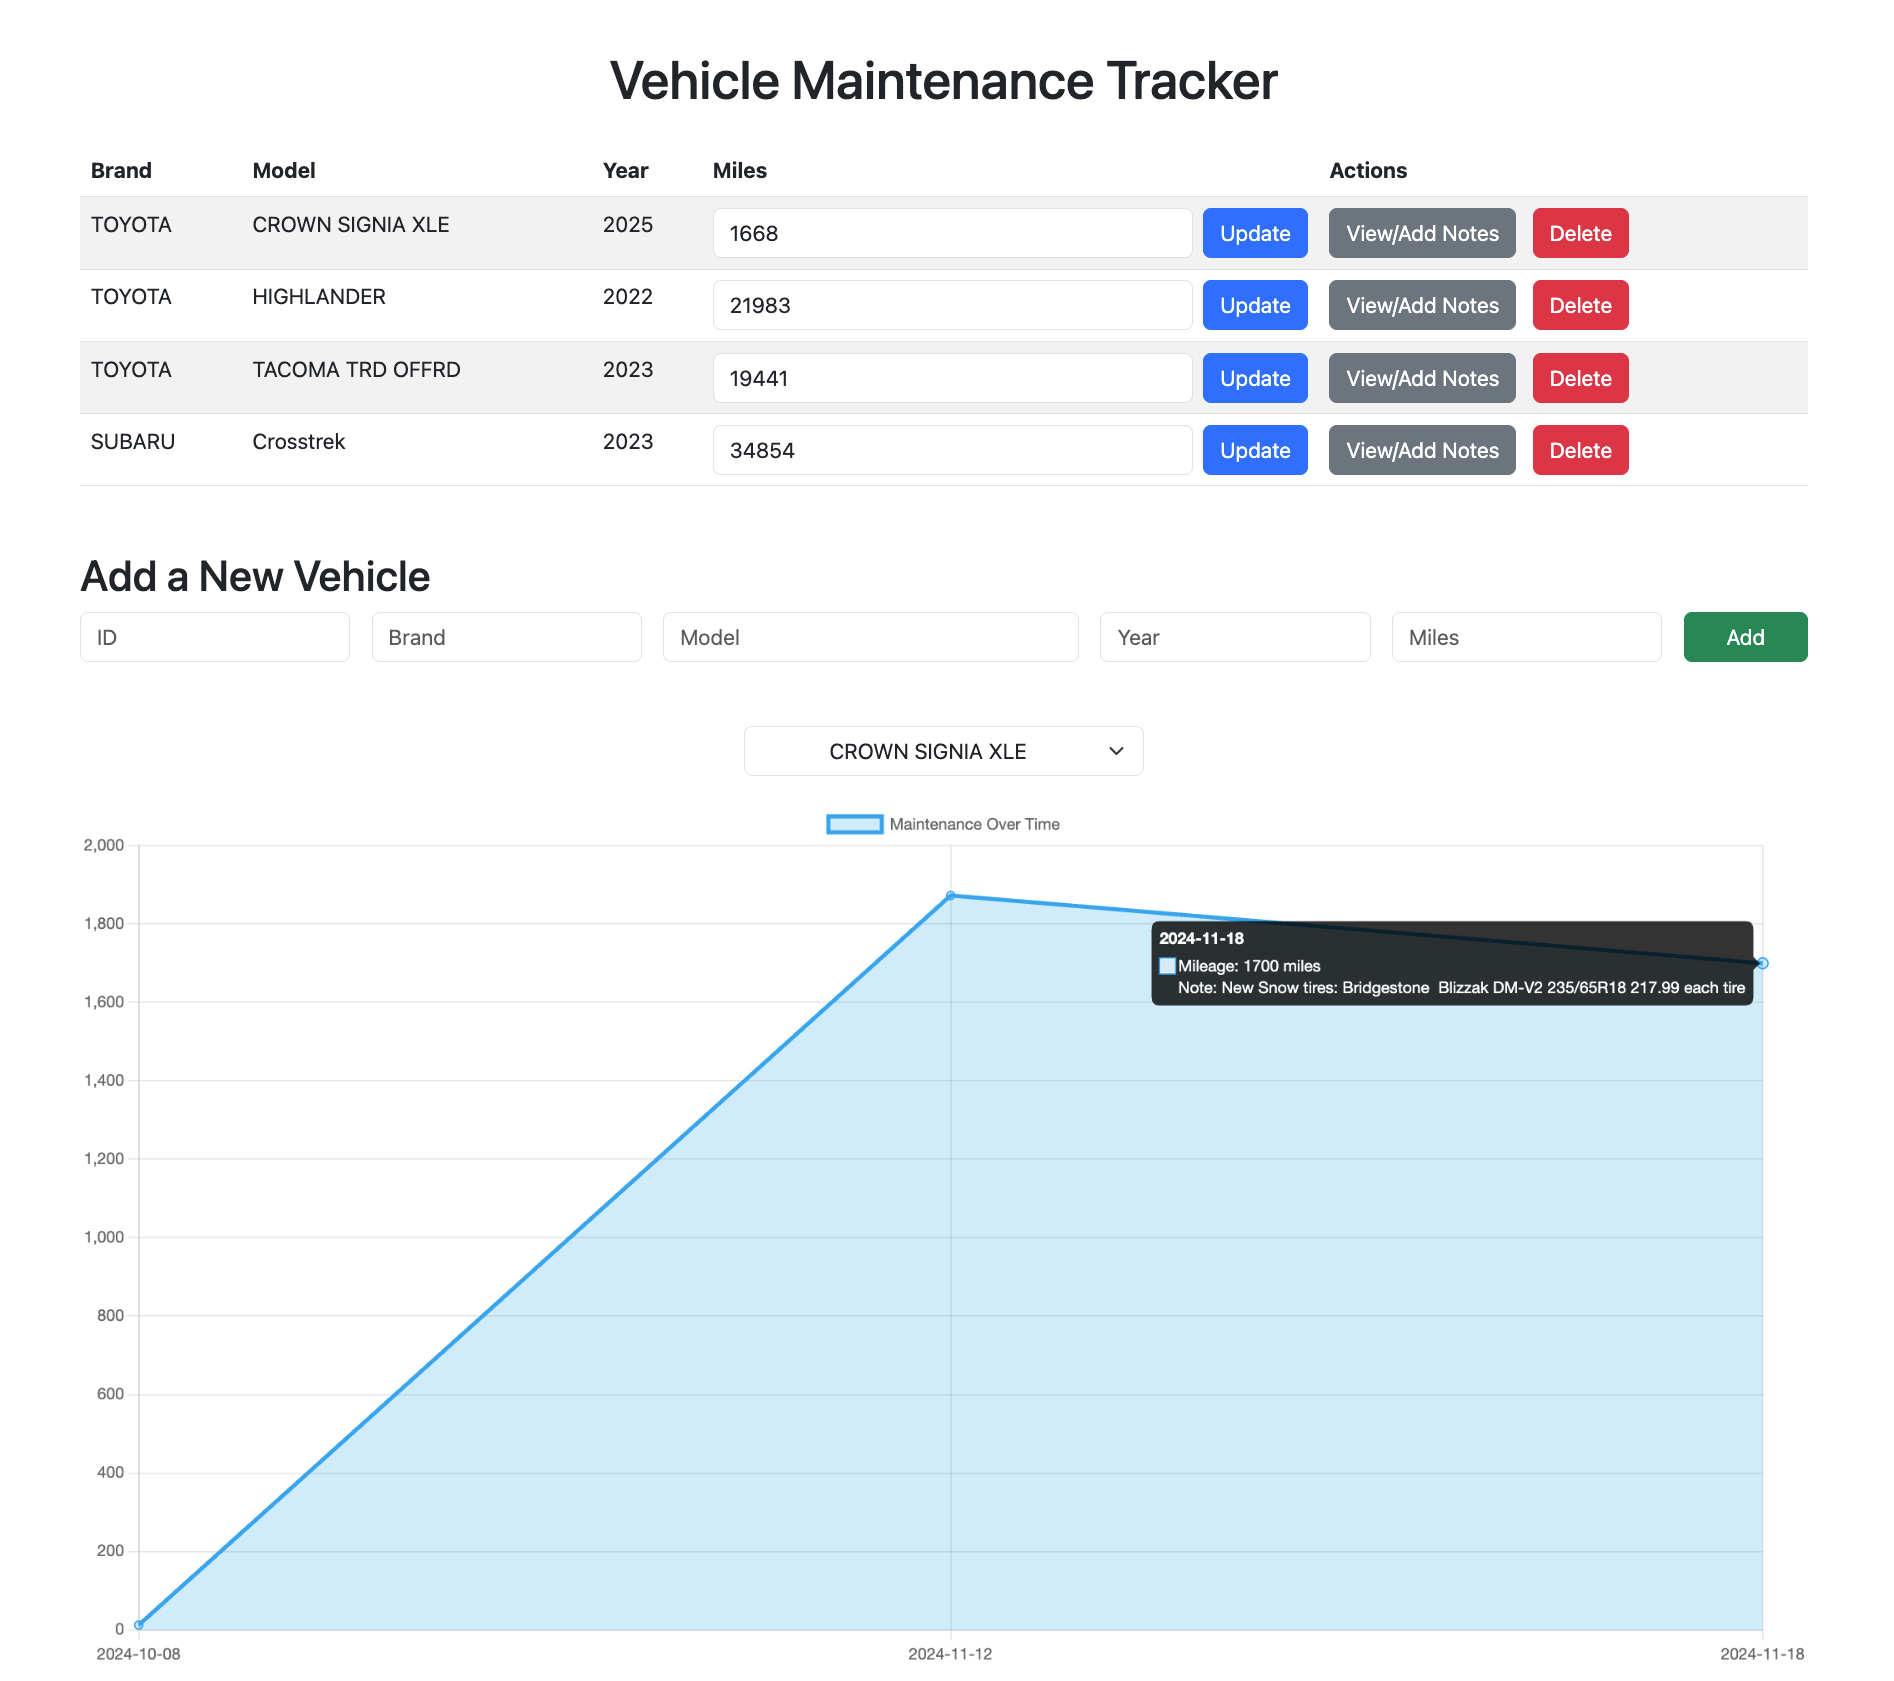 Vehicle Maintenance Tracker
Brand Model Year Miles Actions
TOYOTA CROWN SIGNIA XLE 2025 1668 Update View/Add Notes Delete
TOYOTA HIGHLANDER 2022 21983 Update View/Add Notes Delete
TOYOTA TACOMA TRD OFFRD 2023 19441 Update View/Add Notes Delete
SUBARU Crosstrek 2023 34854 Update View/Add Notes Delete
Add a New Vehicle
ID Brand Model Year Miles Add
CROWN SIGNIA XLE
Maintenance Over Time
2,000
1,800
2024-11-18
Mileage: 1700 miles
Note: New Snow tires: Bridgestone  Blizzak DM-V2 235/65R18 217.99 each tire
1,600
1,400
1,200
1,000
800
600
400
200
0
2024-10-08 2024-11-12 2024-11-18